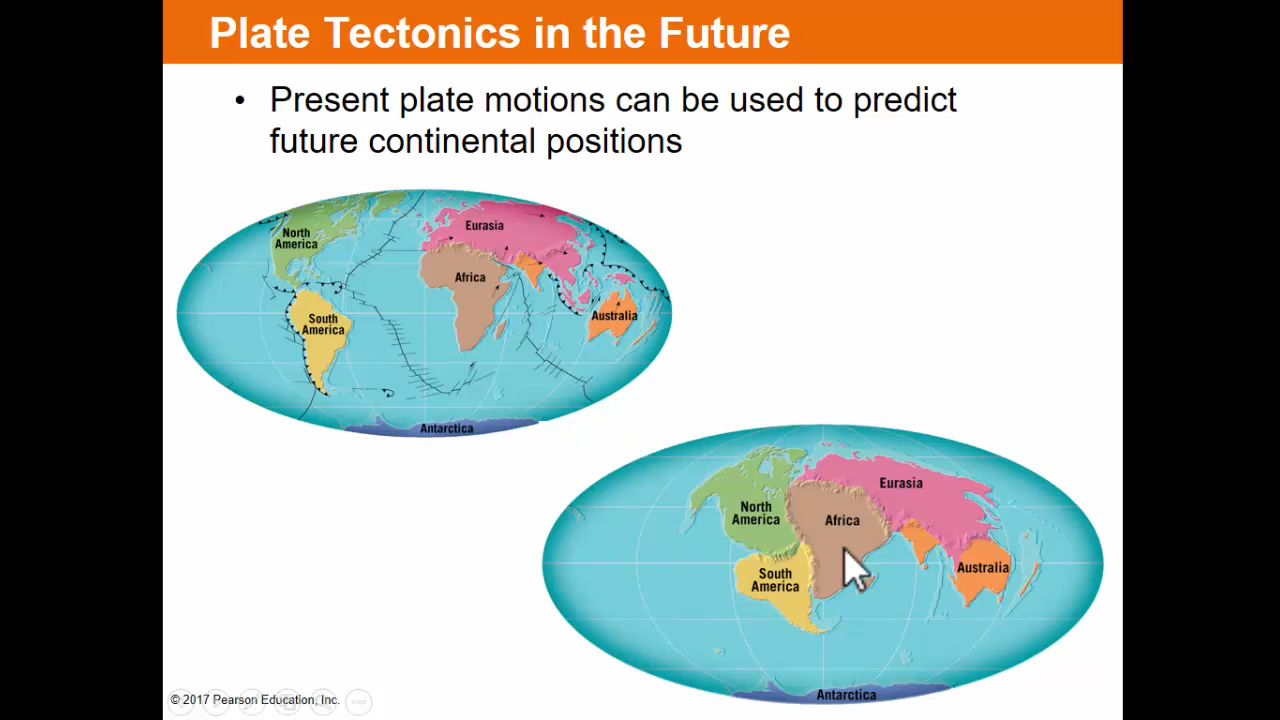 Plate Tectonics in the Future
• Present plate motions can be used to predict
future continental positions
North
America
Eurasia
Africa
South
America
Australia
Antarctica
North
America
Africa
Eurasia
South
America
Australia
Antarctica
© 2017 Pearson Education, Inc.